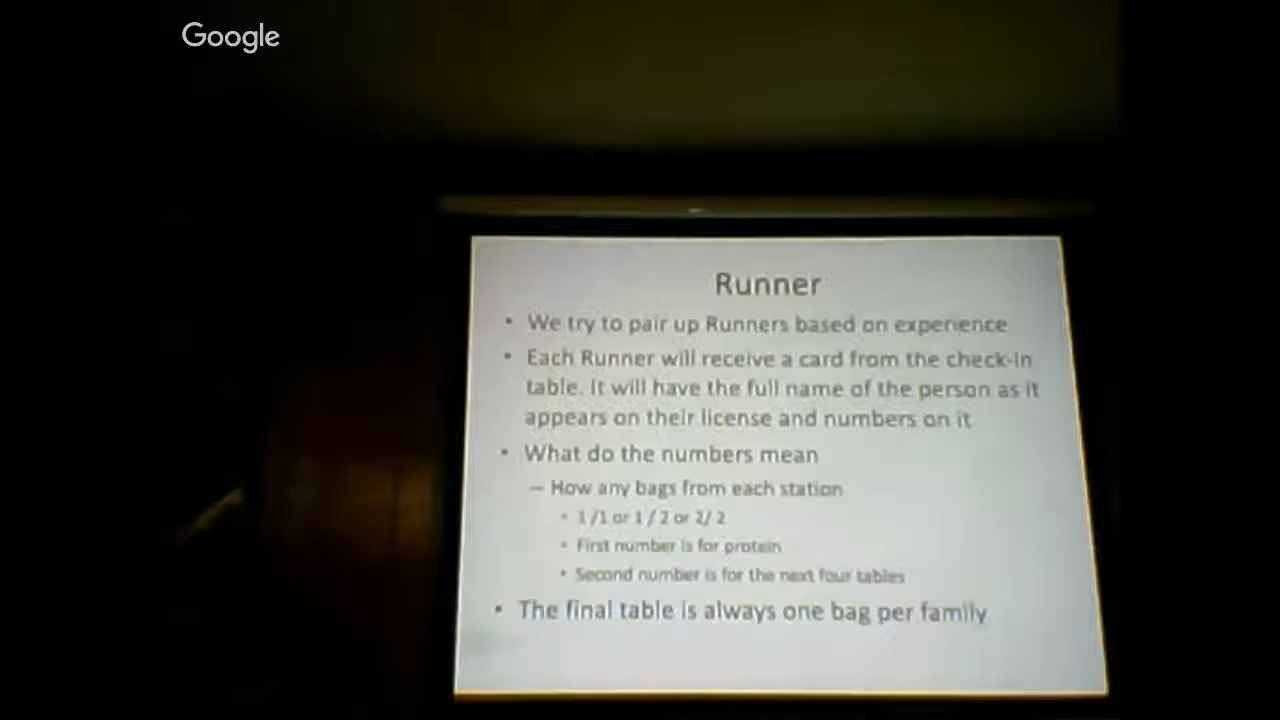 Google
Runner
• We try to pair up Runners based on experience
• Each Runner will receive a card from the check-in
table. It will have the full name of the person as it
appears on their license and numbers on it
• What do the numbers mean
– How any bags from each station
• 1 /1 or 1 / 2 or 2/ 2
• First number is for protein
• Second number is for the next four tables
• The final table is always one bag per family